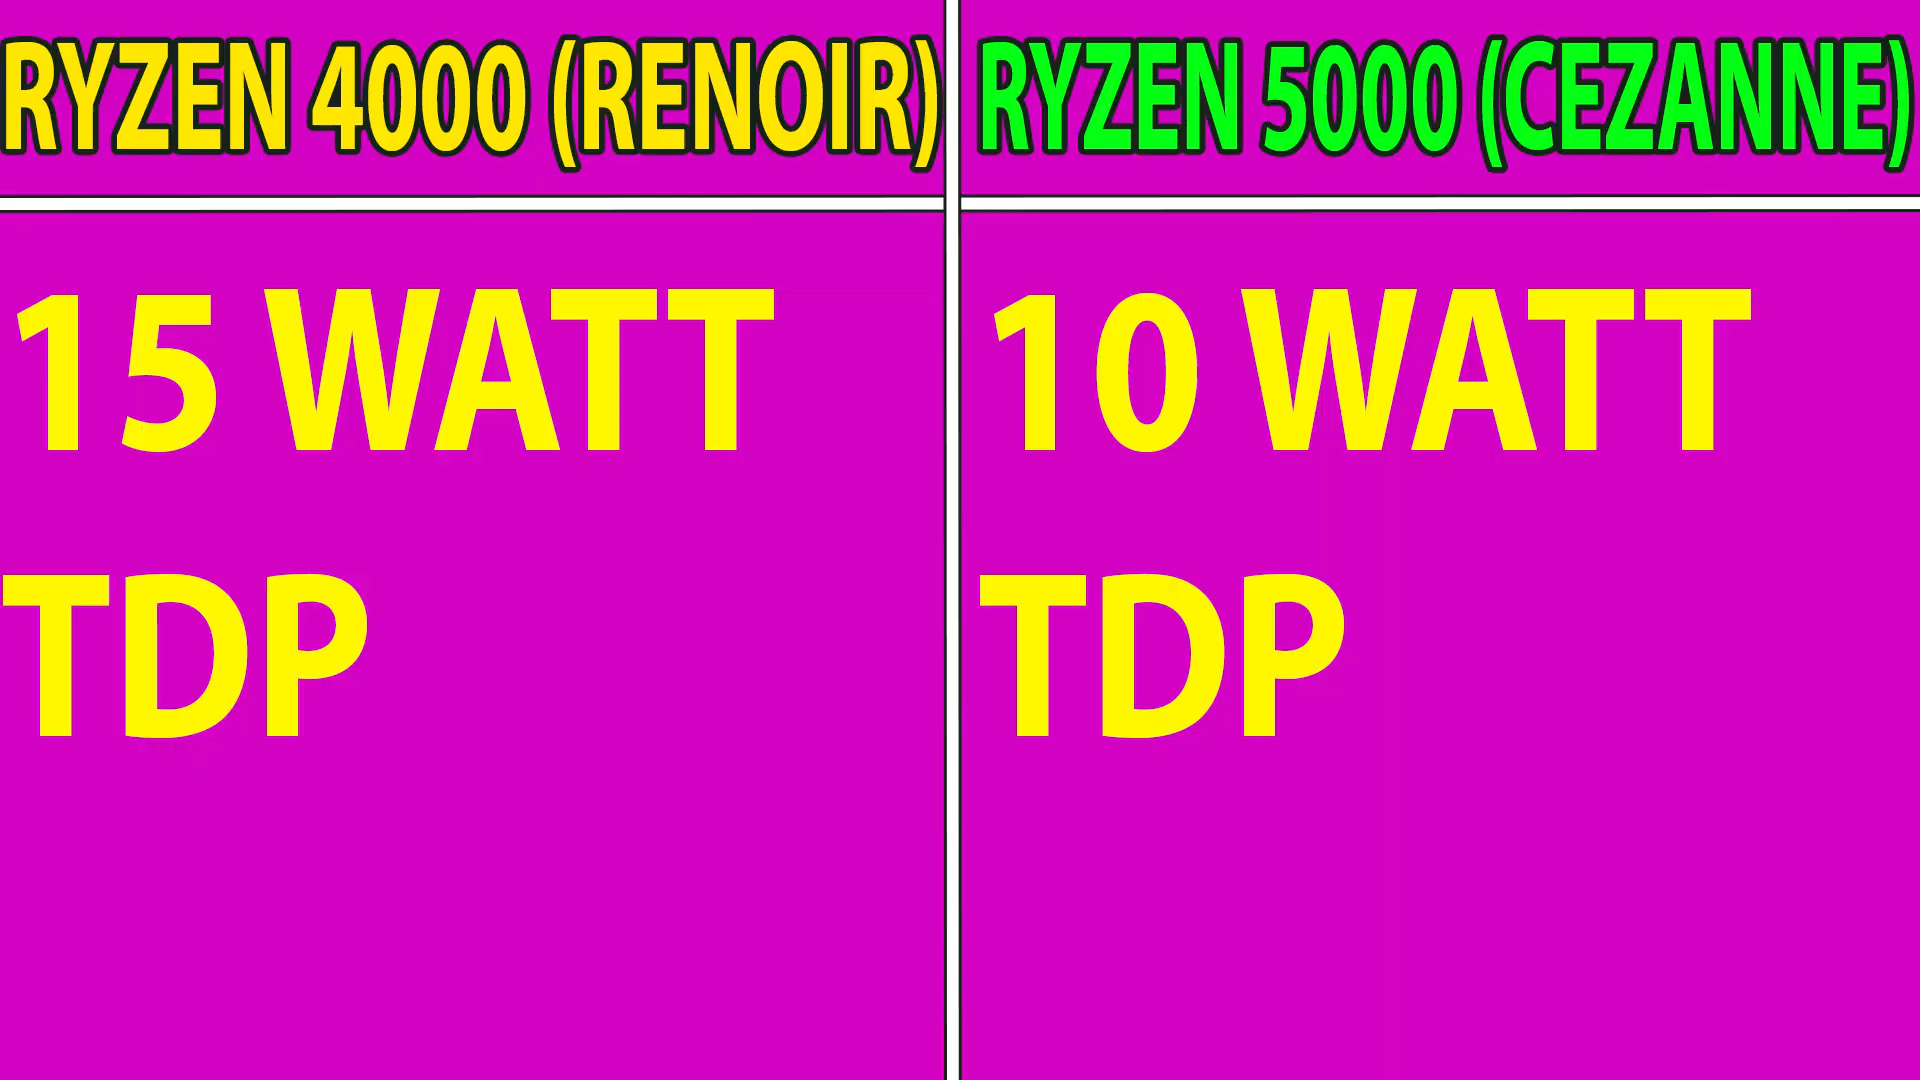 RYZEN 4000 (RENOIR)
15 WATT
TDP
RYZEN 5000 (CEZANNE)
10 WATT
TDP